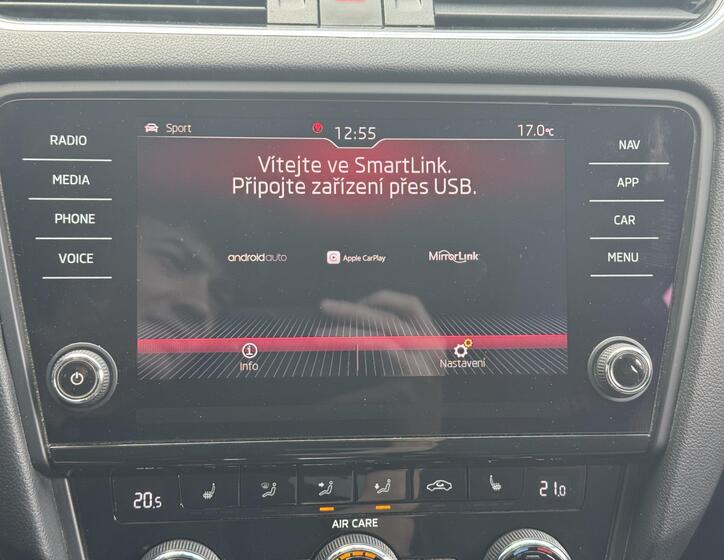 RADIO
MEDIA
PHONE
VOICE
Sport
12:55
17.0°C
Vítejte ve SmartLink.
Připojte zařízení přes USB.
androidauto
Apple CarPlay
MirrorLink
Info
Nastavení
NAV
APP
CAR
MENU
20.5
21.0
AIR CARE